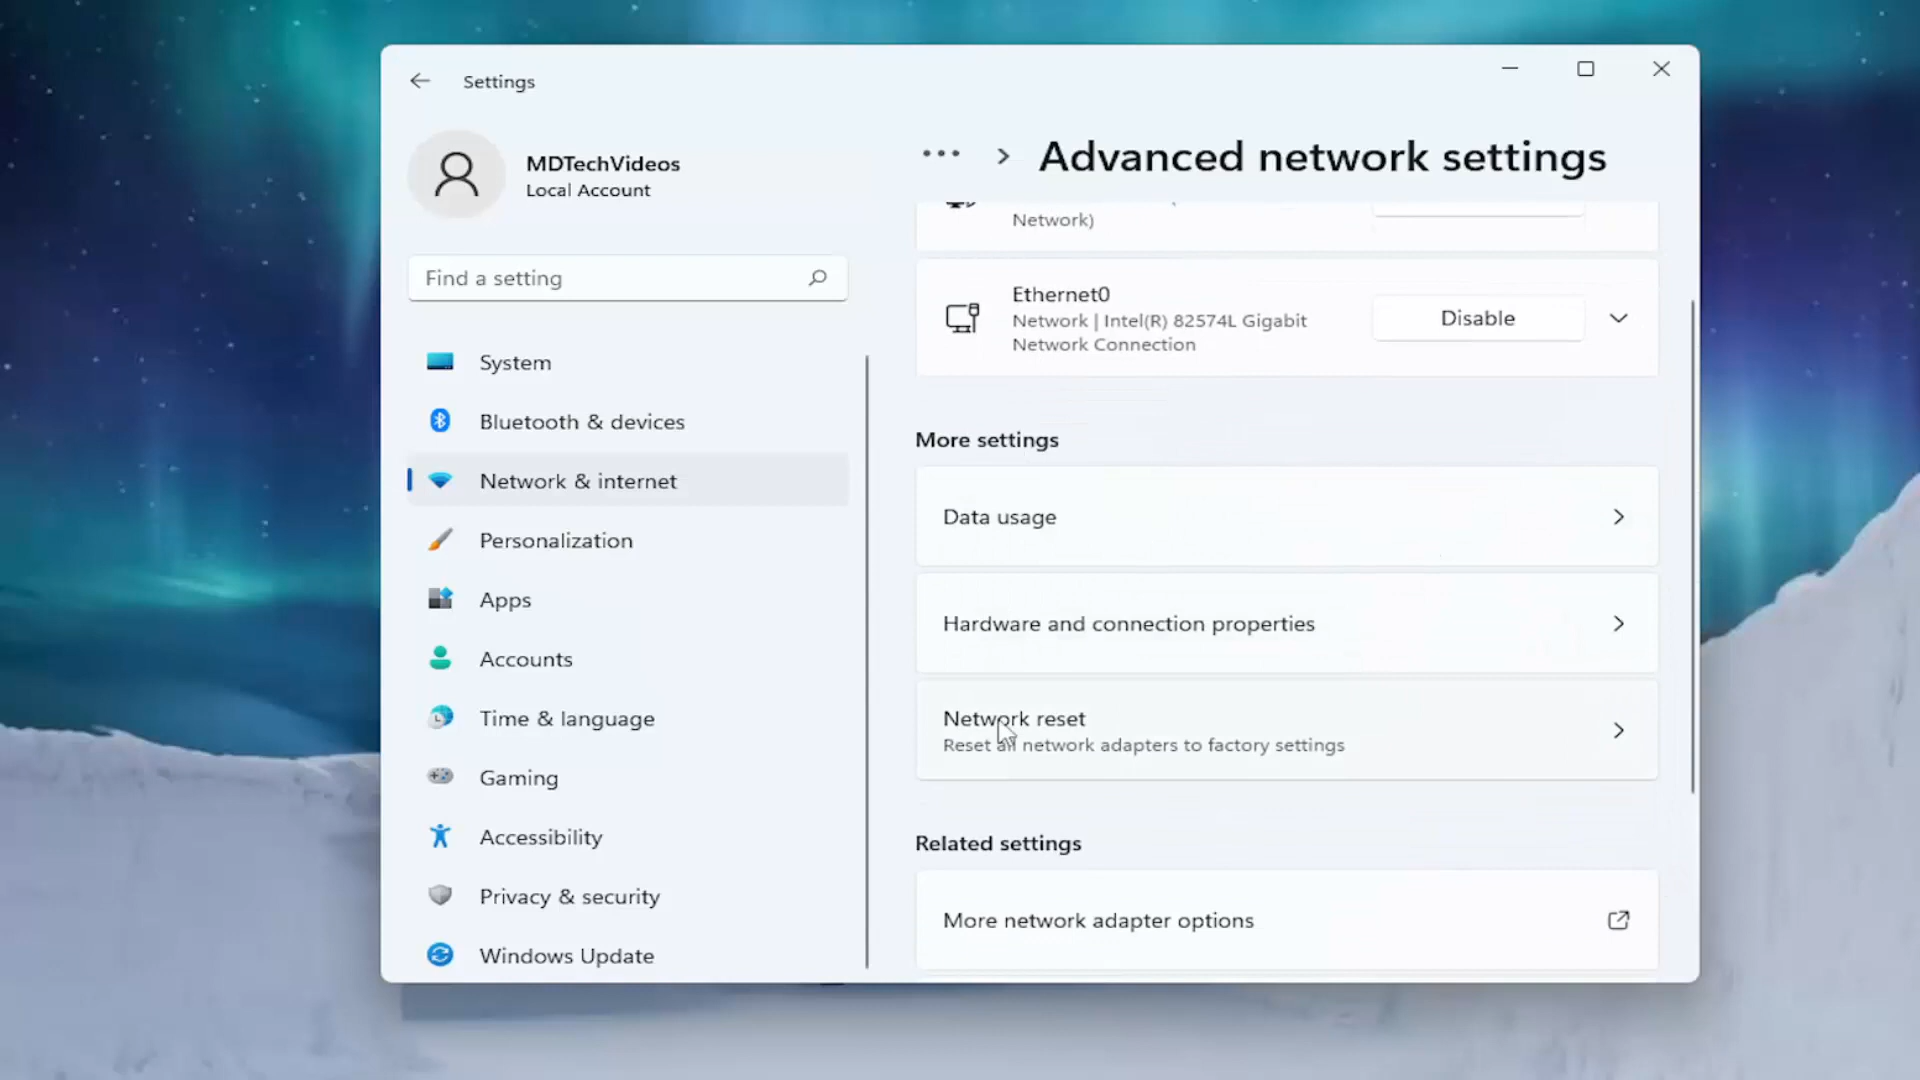 Settings
MDTechVideos
Local Account
Find a setting
System
Bluetooth & devices
Network & internet
Personalization
Apps
Accounts
Time & language
Gaming
Accessibility
Privacy & security
Windows Update
Advanced network settings
Network)
Ethernet0
Network | Intel(R) 82574L Gigabit
Network Connection
Disable
More settings
Data usage
Hardware and connection properties
Network reset
Reset all network adapters to factory settings
Related settings
More network adapter options